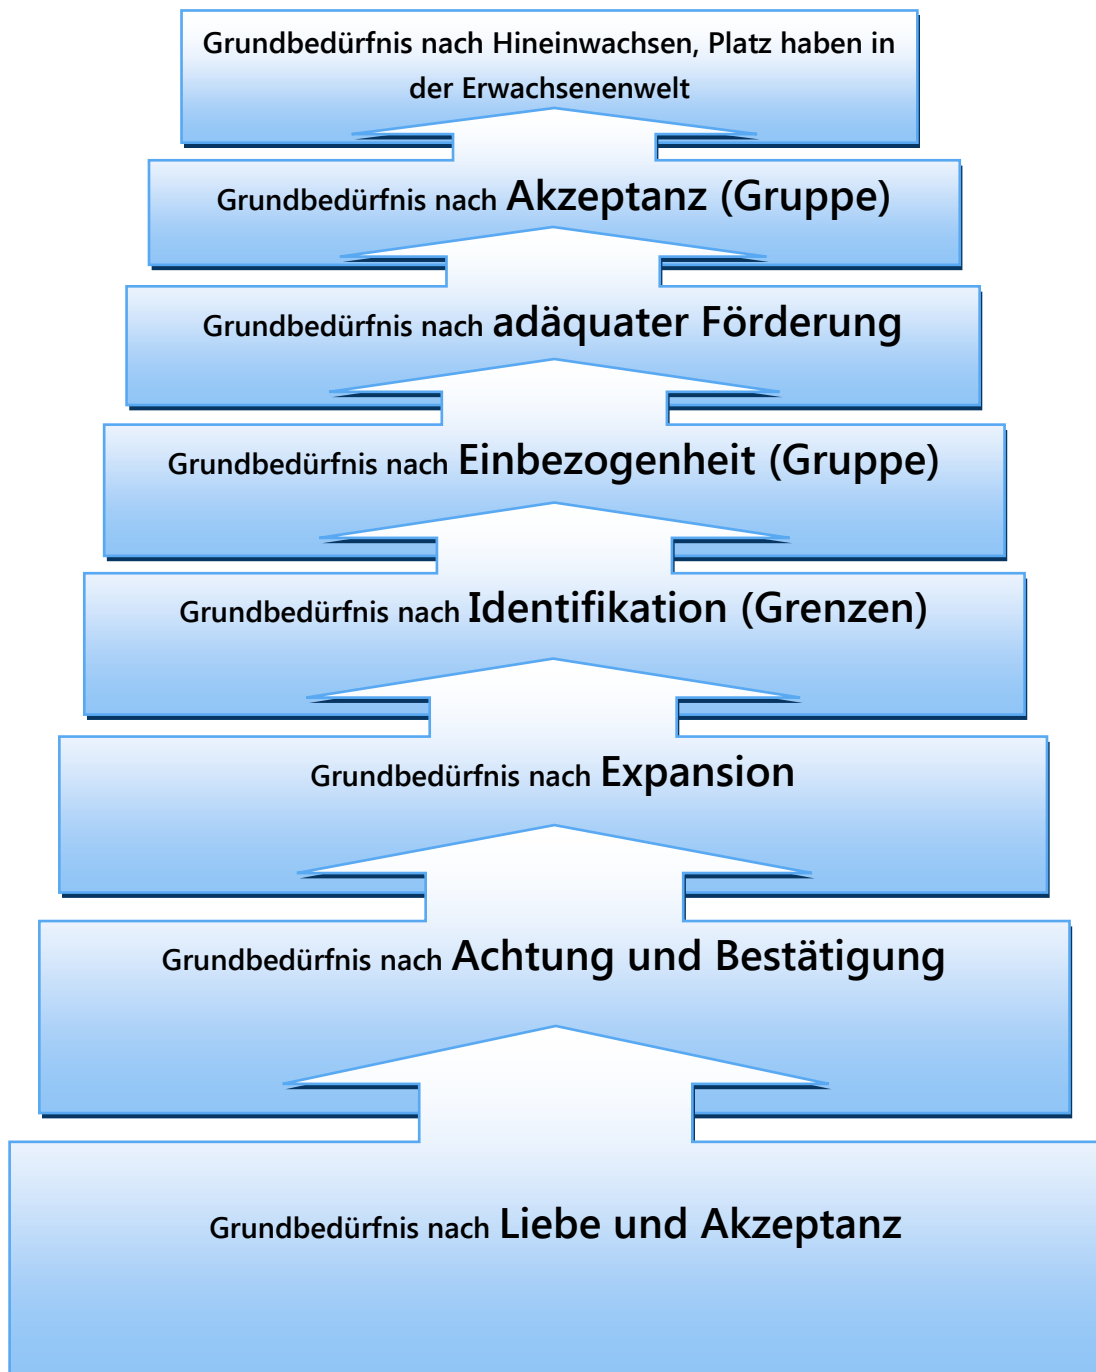 Grundbedürfnis nach Hineinwachsen, Platz haben in
der Erwachsenenwelt
Grundbedürfnis nach Akzeptanz (Gruppe)
Grundbedürfnis nach adäquater Förderung
Grundbedürfnis nach Einbezogenheit (Gruppe)
Grundbedürfnis nach Identifikation (Grenzen)
Grundbedürfnis nach Expansion
Grundbedürfnis nach Achtung und Bestätigung
Grundbedürfnis nach Liebe und Akzeptanz